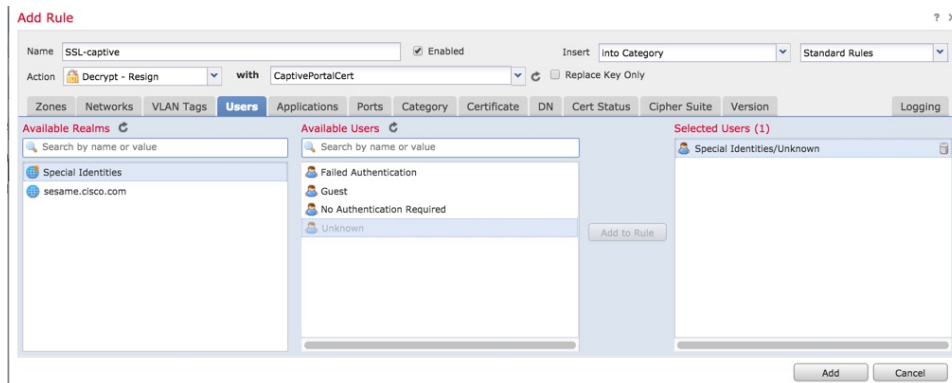 Add Rule
?
Name SSL-captive Enabled Insert into Category Standard Rules
Action Decrypt - Resign with CaptivePortalCert Replace Key Only
Zones Networks VLAN Tags Users Applications Ports Category Certificate DN Cert Status Cipher Suite Version Logging
Available Realms Available Users Selected Users (1)
Search by name or value Search by name or value Special Identities/Unknown
Special Identities Failed Authentication
sesame.cisco.com Guest
No Authentication Required
Unknown
Add to Rule
Add Cancel